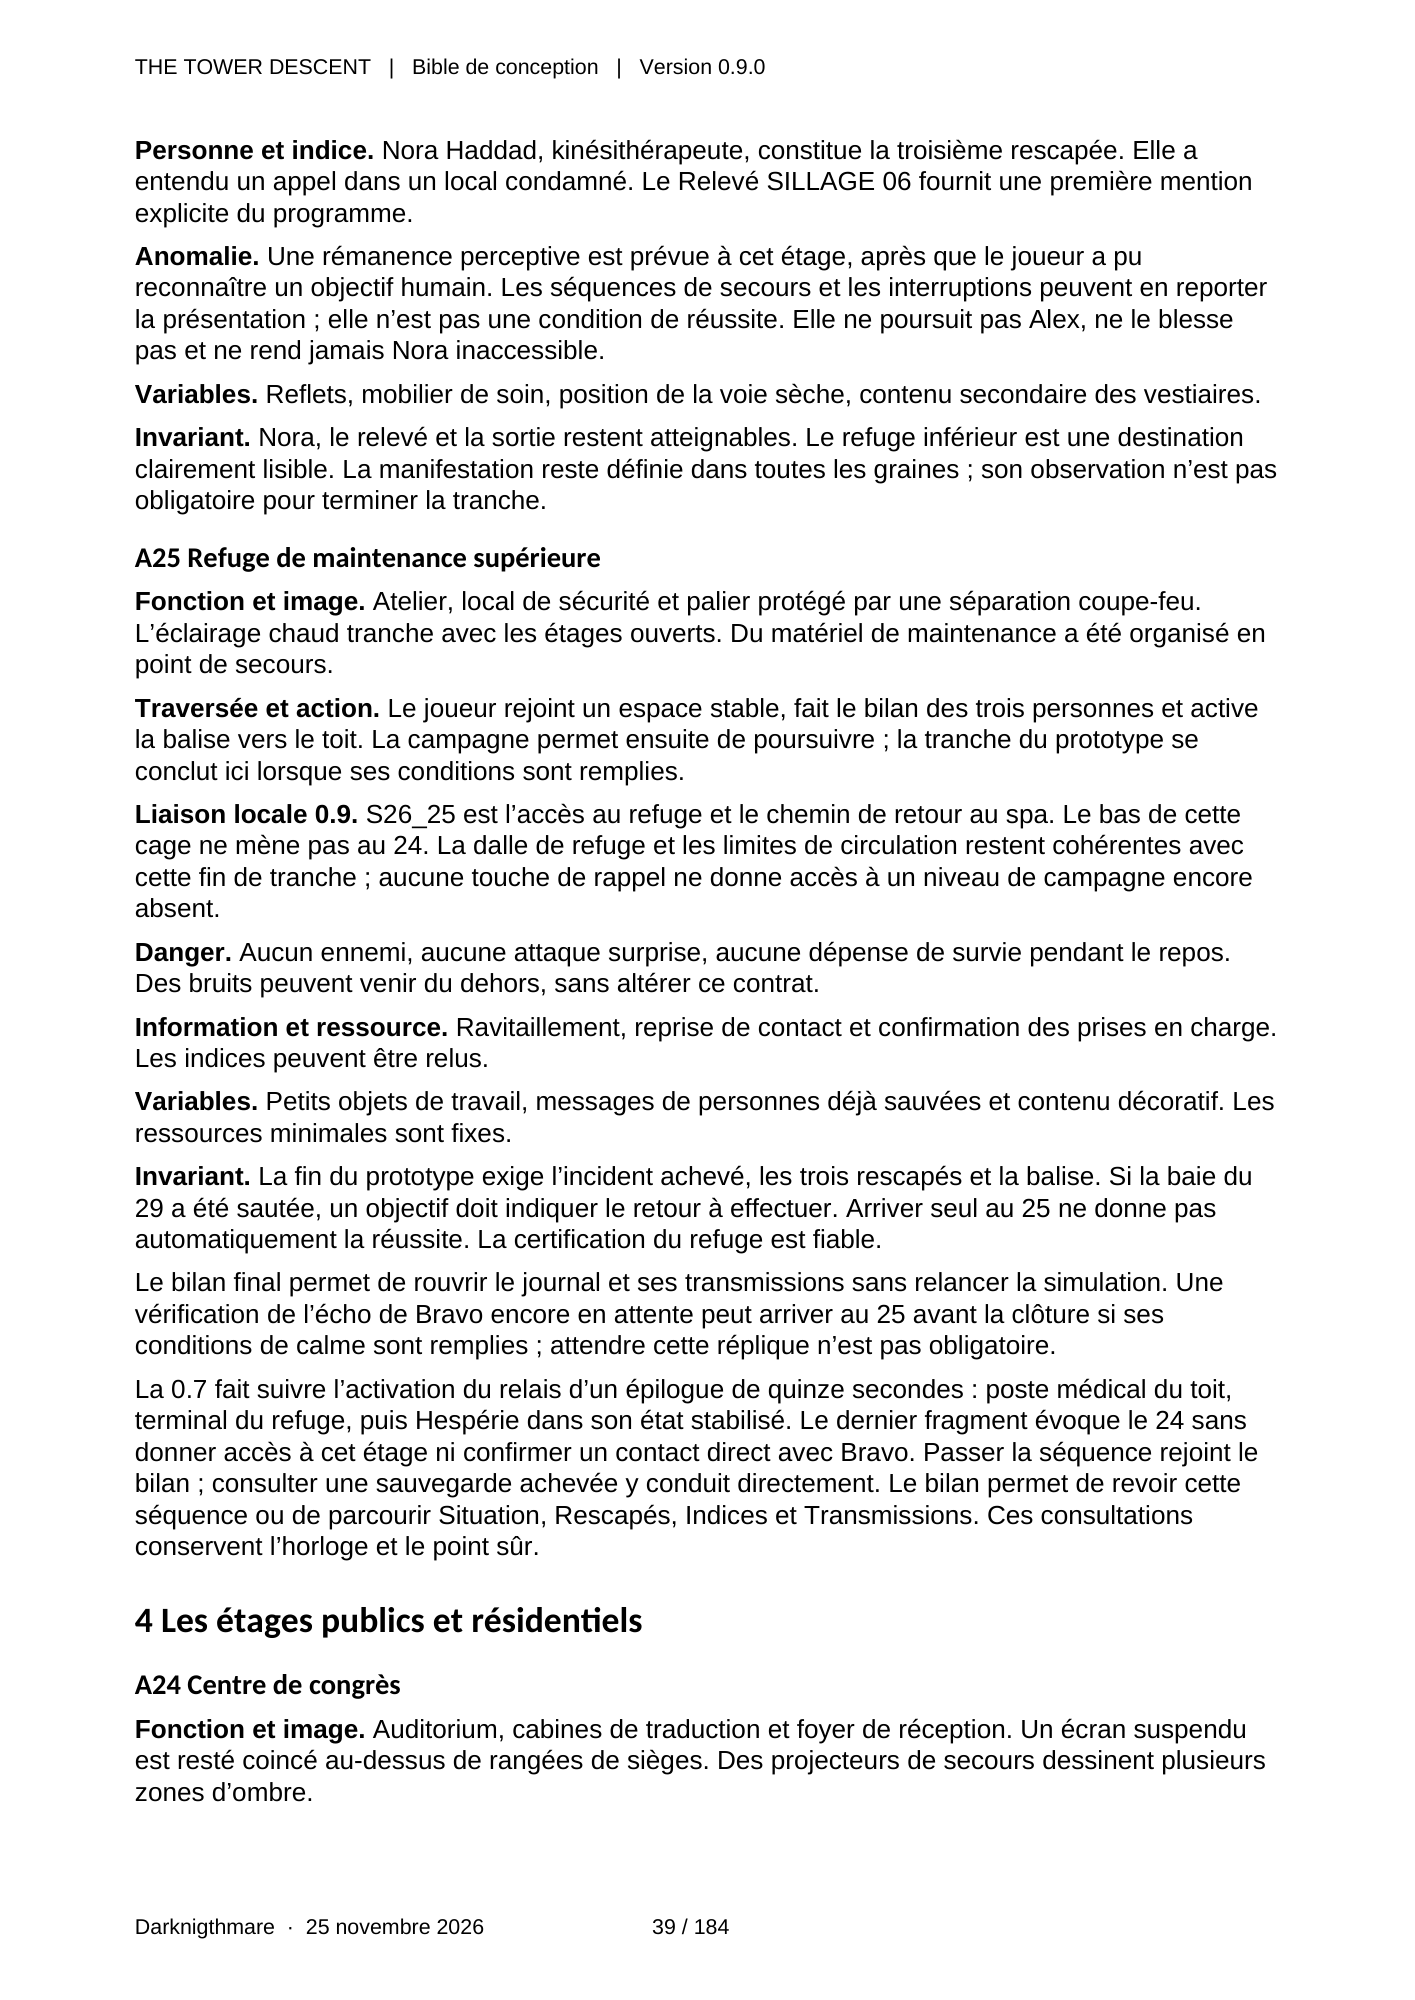 THE TOWER DESCENT | Bible de conception | Version 0.9.0
Personne et indice. Nora Haddad, kinésithérapeute, constitue la troisième rescapée. Elle a
entendu un appel dans un local condamné. Le Relevé SILLAGE 06 fournit une première mention
explicite du programme.
Anomalie. Une rémanence perceptive est prévue à cet étage, après que le joueur a pu
reconnaître un objectif humain. Les séquences de secours et les interruptions peuvent en reporter
la présentation ; elle n’est pas une condition de réussite. Elle ne poursuit pas Alex, ne le blesse
pas et ne rend jamais Nora inaccessible.
Variables. Reflets, mobilier de soin, position de la voie sèche, contenu secondaire des vestiaires.
Invariant. Nora, le relevé et la sortie restent atteignables. Le refuge inférieur est une destination
clairement lisible. La manifestation reste définie dans toutes les graines ; son observation n’est pas
obligatoire pour terminer la tranche.
A25 Refuge de maintenance supérieure
Fonction et image. Atelier, local de sécurité et palier protégé par une séparation coupe-feu.
L’éclairage chaud tranche avec les étages ouverts. Du matériel de maintenance a été organisé en
point de secours.
Traversée et action. Le joueur rejoint un espace stable, fait le bilan des trois personnes et active
la balise vers le toit. La campagne permet ensuite de poursuivre ; la tranche du prototype se
conclut ici lorsque ses conditions sont remplies.
Liaison locale 0.9. S26_25 est l’accès au refuge et le chemin de retour au spa. Le bas de cette
cage ne mène pas au 24. La dalle de refuge et les limites de circulation restent cohérentes avec
cette fin de tranche ; aucune touche de rappel ne donne accès à un niveau de campagne encore
absent.
Danger. Aucun ennemi, aucune attaque surprise, aucune dépense de survie pendant le repos.
Des bruits peuvent venir du dehors, sans altérer ce contrat.
Information et ressource. Ravitaillement, reprise de contact et confirmation des prises en charge.
Les indices peuvent être relus.
Variables. Petits objets de travail, messages de personnes déjà sauvées et contenu décoratif. Les
ressources minimales sont fixes.
Invariant. La fin du prototype exige l’incident achevé, les trois rescapés et la balise. Si la baie du
29 a été sautée, un objectif doit indiquer le retour à effectuer. Arriver seul au 25 ne donne pas
automatiquement la réussite. La certification du refuge est fiable.
Le bilan final permet de rouvrir le journal et ses transmissions sans relancer la simulation. Une
vérification de l’écho de Bravo encore en attente peut arriver au 25 avant la clôture si ses
conditions de calme sont remplies ; attendre cette réplique n’est pas obligatoire.
La 0.7 fait suivre l’activation du relais d’un épilogue de quinze secondes : poste médical du toit,
terminal du refuge, puis Hespérie dans son état stabilisé. Le dernier fragment évoque le 24 sans
donner accès à cet étage ni confirmer un contact direct avec Bravo. Passer la séquence rejoint le
bilan ; consulter une sauvegarde achevée y conduit directement. Le bilan permet de revoir cette
séquence ou de parcourir Situation, Rescapés, Indices et Transmissions. Ces consultations
conservent l’horloge et le point sûr.
4 Les étages publics et résidentiels
A24 Centre de congrès
Fonction et image. Auditorium, cabines de traduction et foyer de réception. Un écran suspendu
est resté coincé au-dessus de rangées de sièges. Des projecteurs de secours dessinent plusieurs
zones d’ombre.
Darknigthmare · 25 novembre 2026 39 / 184